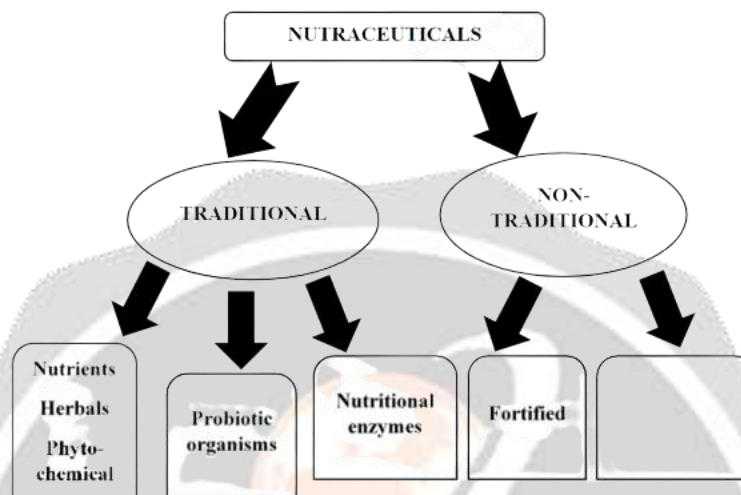 NUTRACEUTICALS
TRADITIONAL
NON-
TRADITIONAL
Nutrients
Herbals
Phyto-
chemical
Probiotic
organisms
Nutritional
enzymes
Fortified